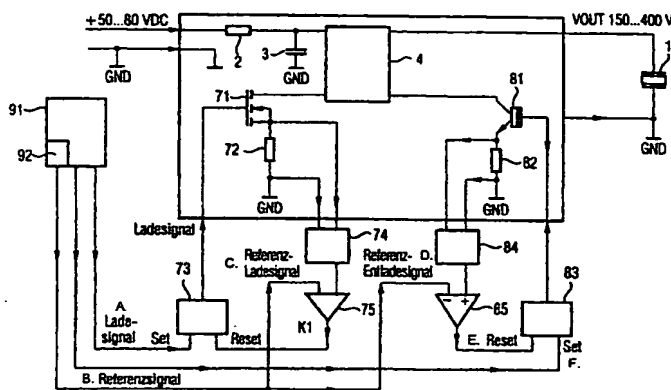 + 50...80 VDC
VOUT 150...400 V
2
3
4
1
GND
GND
GND
71
81
91
92
72
82
GND
GND
Ladesignal
C. Referenz-
Ladesignal
74
Referenz- D.
Entladesignal
84
73
83
A.
Lade-
signal
Set
Reset
K1
75
- +
85
E. Reset
Set
F.
B. Referenzsignal